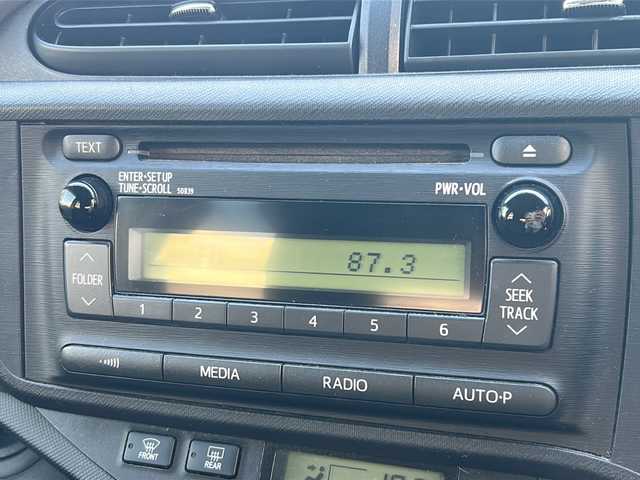 TEXT
ENTER•SETUP
TUNE•SCROLL 50839
PWR•VOL
87.3
FOLDER
SEEK
TRACK
1 2 3 4 5 6
MEDIA RADIO AUTO•P
FRONT REAR